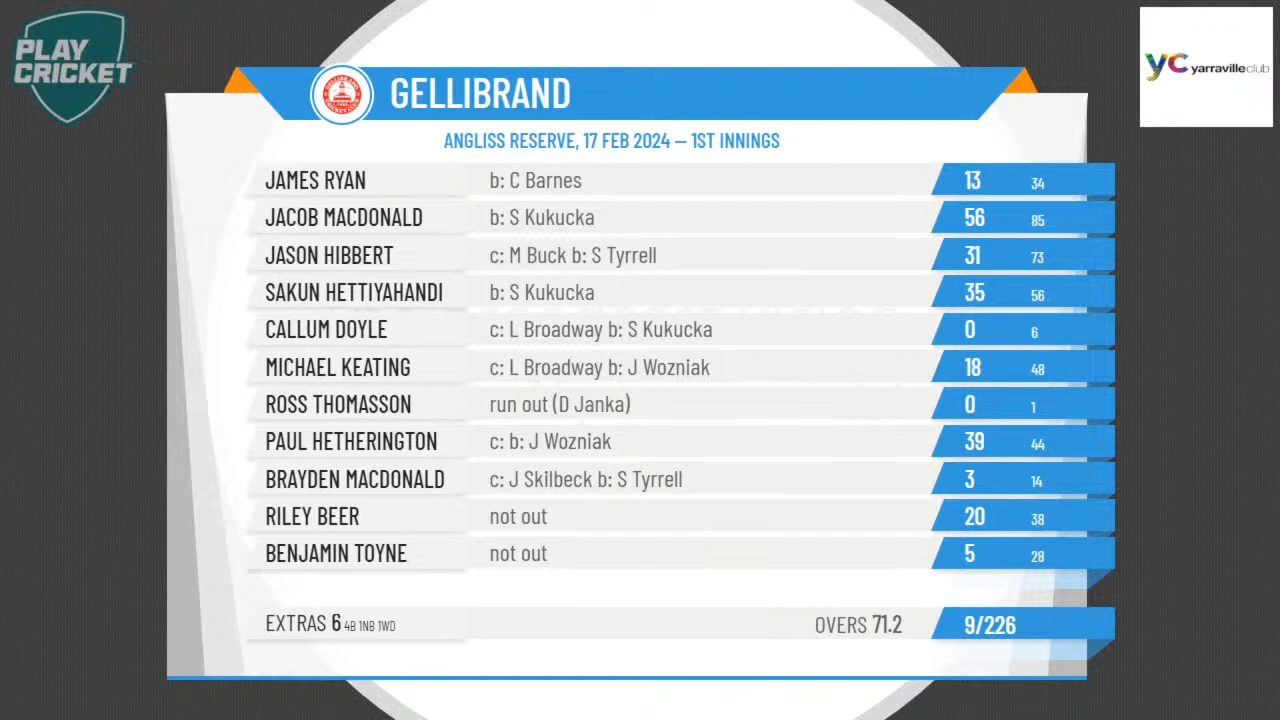 PLAY
CRICKET
yc yarravilleclub
GELLIBRAND
ANGLISS RESERVE, 17 FEB 2024 – 1ST INNINGS
JAMES RYAN b: C Barnes 13 34
JACOB MACDONALD b: S Kukucka 56 85
JASON HIBBERT c: M Buck b: S Tyrrell 31 73
SAKUN HETTIYAHANDI b: S Kukucka 35 56
CALLUM DOYLE c: L Broadway b: S Kukucka 0 6
MICHAEL KEATING c: L Broadway b: J Wozniak 18 48
ROSS THOMASSON run out (D Janka) 0 1
PAUL HETHERINGTON c: b: J Wozniak 39 44
BRAYDEN MACDONALD c: J Skilbeck b: S Tyrrell 3 14
RILEY BEER not out 20 38
BENJAMIN TOYNE not out 5 28
EXTRAS 6 4B 1NB 1WD OVERS 71.2 9/226